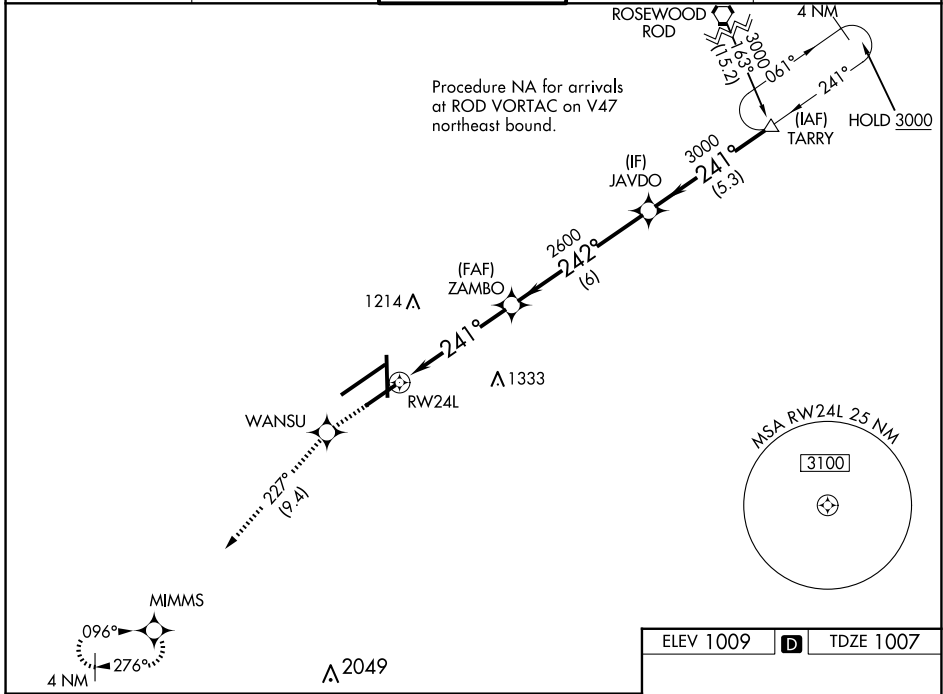 ROSEWOOD
ROD
4 NM
3000
163°
(15.2)
061°
241°
Procedure NA for arrivals
at ROD VORTAC on V47
northeast bound.
(IAF)
TARRY
HOLD 3000
3000
241°
(5.3)
(IF)
JAVDO
2600
242°
(6)
(FAF)
ZAMBO
1214
241°
1333
RW24L
WANSU
MSA RW24L 25 NM
3100
227°
(9.4)
MIMMS
096°
276°
4 NM
2049
ELEV 1009 D TDZE 1007